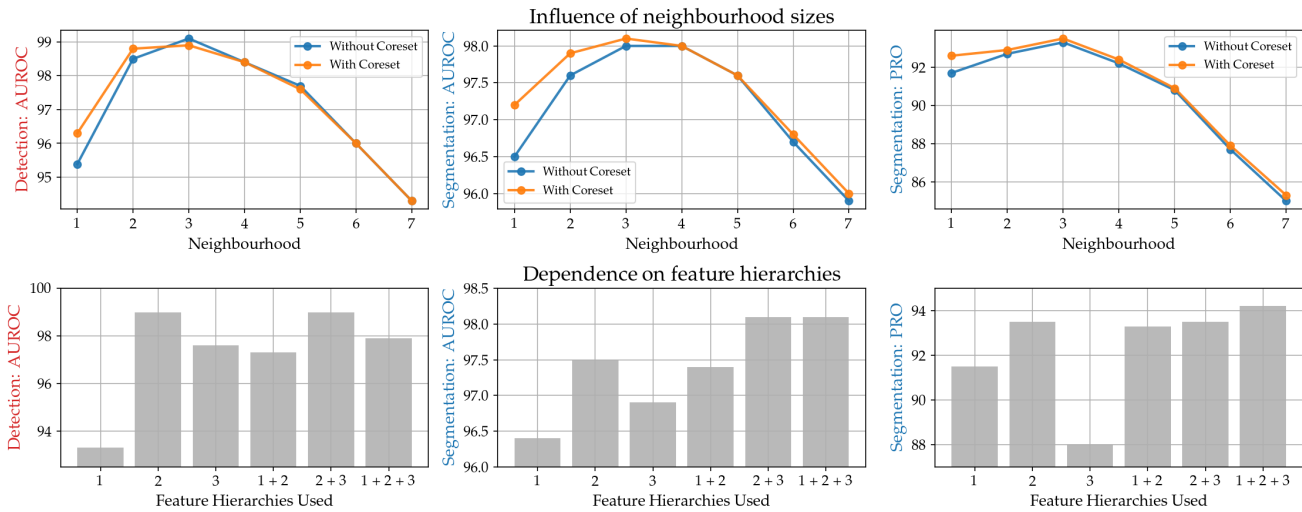 Influence of neighbourhood sizes
Detection: AUROC
99
98
97
96
95
Without Coreset
With Coreset
1 2 3 4 5 6 7
Neighbourhood
Segmentation: AUROC
98.0
97.5
97.0
96.5
96.0
Without Coreset
With Coreset
1 2 3 4 5 6 7
Neighbourhood
Segmentation: PRO
92
90
88
86
Without Coreset
With Coreset
1 2 3 4 5 6 7
Neighbourhood
Dependence on feature hierarchies
Detection: AUROC
100
98
96
94
1 2 3 1 + 2 2 + 3 1 + 2 + 3
Feature Hierarchies Used
Segmentation: AUROC
98.5
98.0
97.5
97.0
96.5
96.0
1 2 3 1 + 2 2 + 3 1 + 2 + 3
Feature Hierarchies Used
Segmentation: PRO
94
92
90
88
1 2 3 1 + 2 2 + 3 1 + 2 + 3
Feature Hierarchies Used